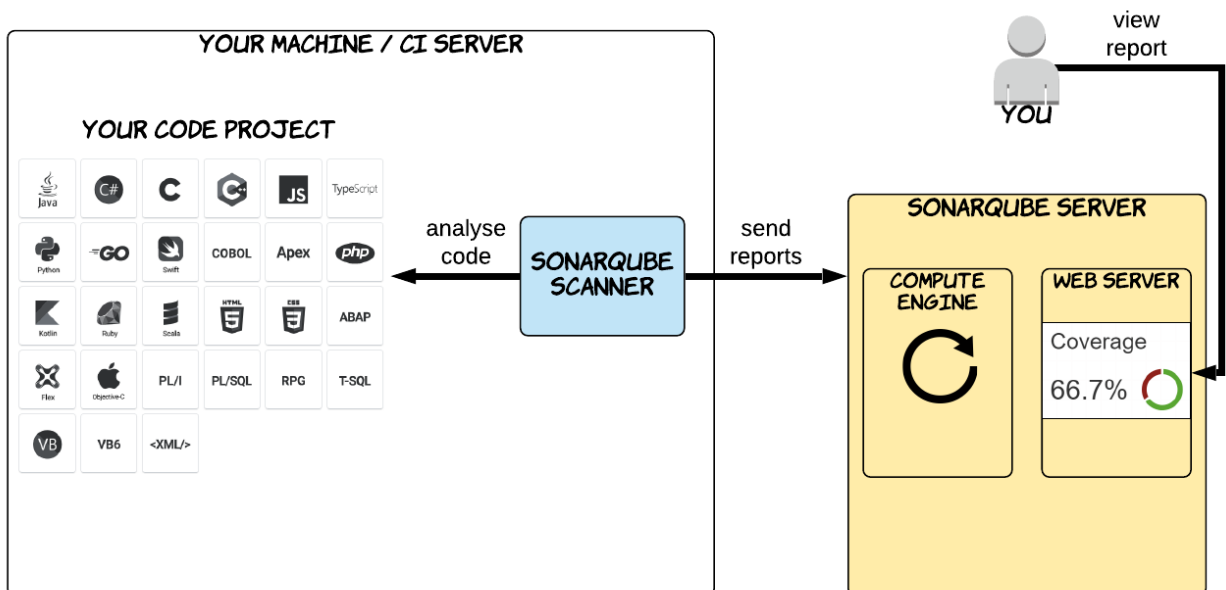 view
report
YOUR MACHINE / CI SERVER
YOU
YOUR CODE PROJECT
Java
C#
C
C++
JS
TypeScript
SONARQUBE SERVER
Python
GO
Swift
COBOL
Apex
php
analyse
code
SONARQUBE
SCANNER
send
reports
COMPUTE
ENGINE
WEB SERVER
Kotlin
Ruby
Scala
HTML
5
CSS
3
ABAP
Coverage
66.7%
Flex
Objective-C
PL/I
PL/SQL
RPG
T-SQL
VB
VB6
<XML/>